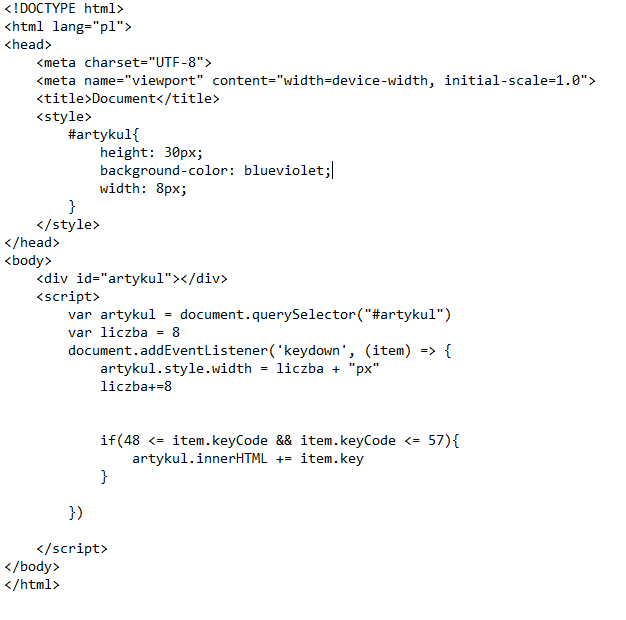 <!DOCTYPE html>
<html lang="pl">
<head>
    <meta charset="UTF-8">
    <meta name="viewport" content="width=device-width, initial-scale=1.0">
    <title>Document</title>
    <style>
        #artykul{
            height: 30px;
            background-color: blueviolet;
            width: 8px;
        }
    </style>
</head>
<body>
    <div id="artykul"></div>
    <script>
        var artykul = document.querySelector("#artykul")
        var liczba = 8
        document.addEventListener('keydown', (item) => {
            artykul.style.width = liczba + "px"
            liczba+=8
            if(48 <= item.keyCode && item.keyCode <= 57){
                artykul.innerHTML += item.key
            }
        })
    </script>
</body>
</html>